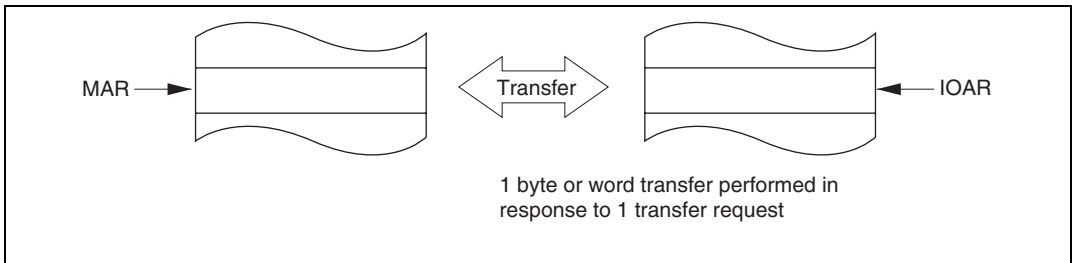 MAR
Transfer
IOAR
1 byte or word transfer performed in
response to 1 transfer request